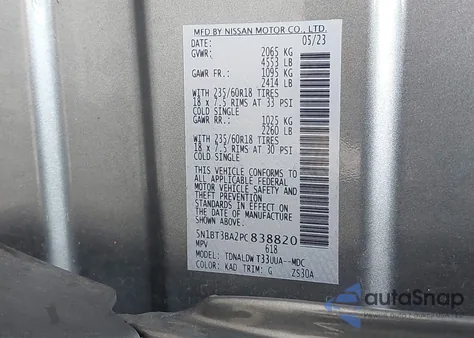 MFD BY NISSAN MOTOR CO., LTD.
DATE: 05/23
GVWR: 2065 KG
4553 LB
GAWR FR.: 1095 KG
2414 LB
WITH 235/60R18 TIRES
18 x 7.5 RIMS AT 33 PSI
COLD SINGLE
GAWR RR.: 1025 KG
2260 LB
WITH 235/60R18 TIRES
18 x 7.5 RIMS AT 30 PSI
COLD SINGLE
THIS VEHICLE CONFORMS TO
ALL APPLICABLE FEDERAL
MOTOR VEHICLE SAFETY AND
THEFT PREVENTION
STANDARDS IN EFFECT ON
THE DATE OF MANUFACTURE
SHOWN ABOVE.
5N1BT3BA2PC838820
MPV 618
MODEL: TDNALDW T33UUA--MDC
COLOR: KAD TRIM: G ZS30A
autoSnap